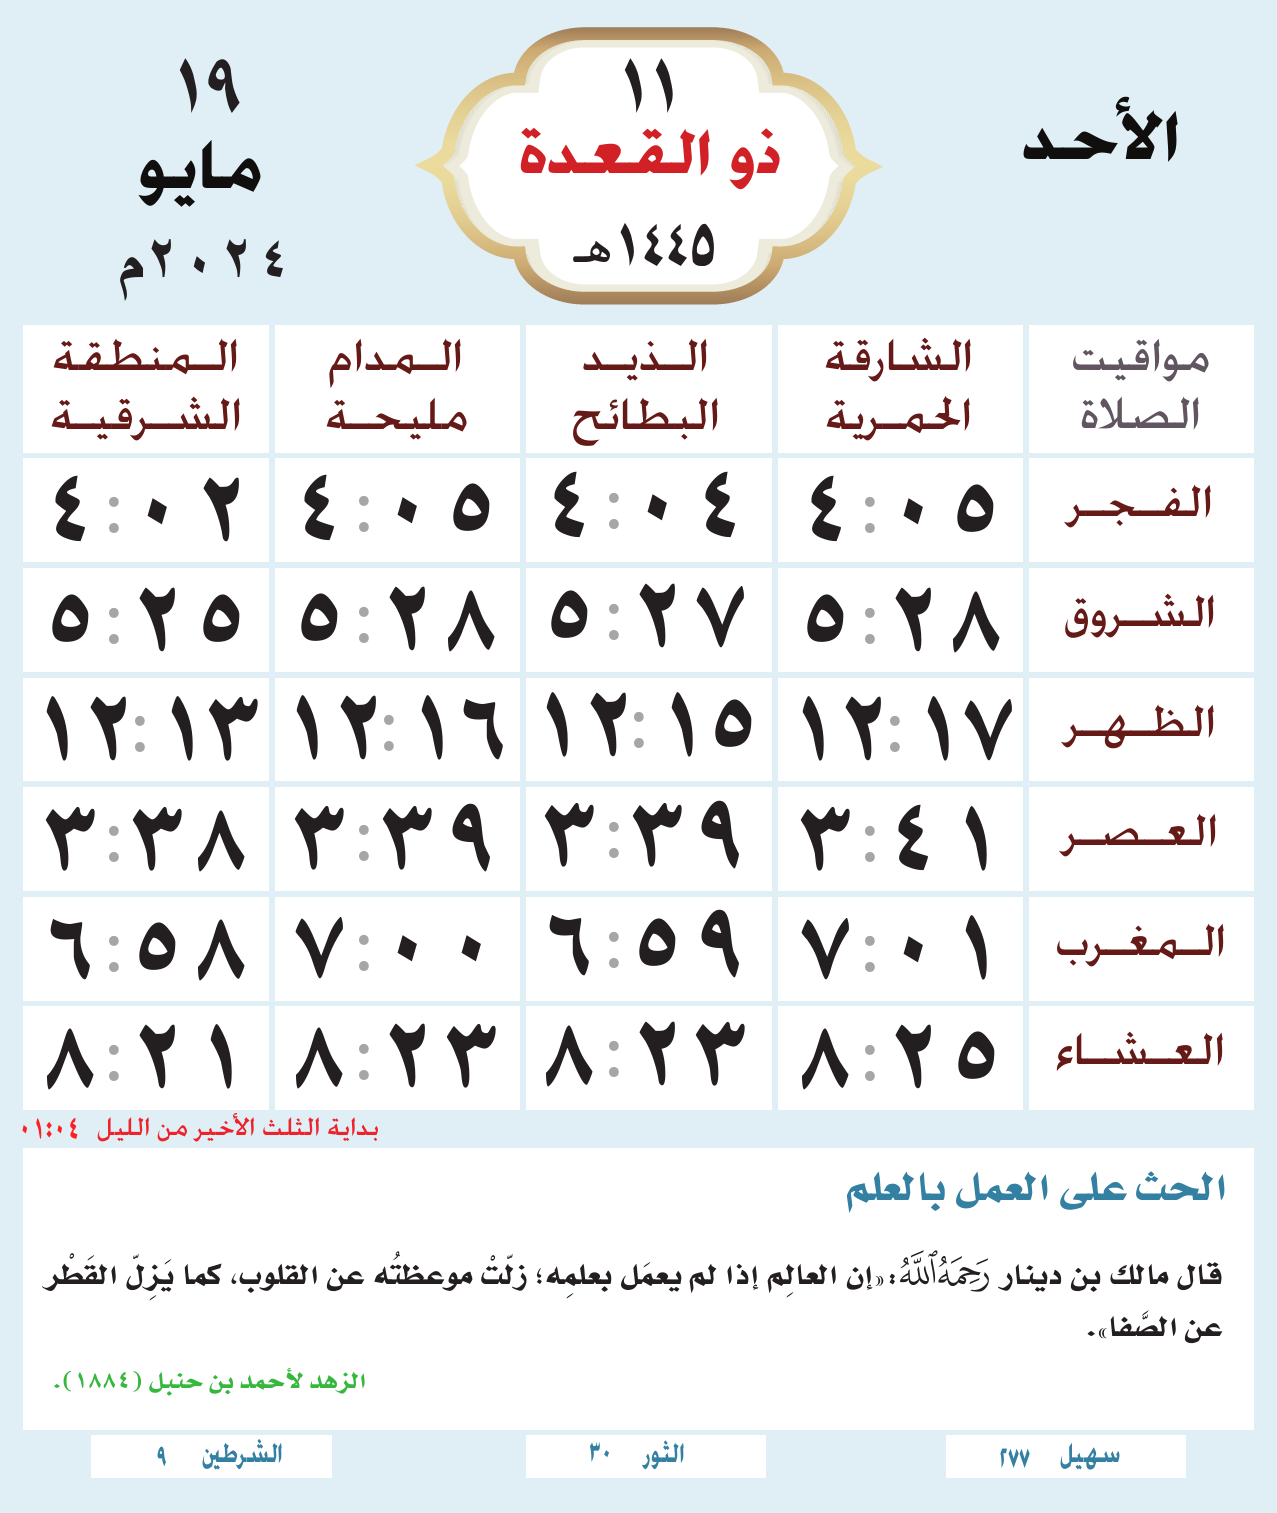 الأحد
١١
ذو القعدة
١٤٤٥هـ
١٩
مايو
٢٠٢٤م
مواقيت الصلاة
الشارقة الحمرية
الذيد البطائح
المدام مليحة
المنطقة الشرقية
الفجر ٤:٠٥ ٤:٠٤ ٤:٠٥ ٤:٠٢
الشروق ٥:٢٨ ٥:٢٧ ٥:٢٨ ٥:٢٥
الظهر ١٢:١٧ ١٢:١٥ ١٢:١٦ ١٢:١٣
العصر ٣:٤١ ٣:٣٩ ٣:٣٩ ٣:٣٨
المغرب ٧:٠١ ٦:٥٩ ٧:٠٠ ٦:٥٨
العشاء ٨:٢٥ ٨:٢٣ ٨:٢٣ ٨:٢١
بداية الثلث الأخير من الليل ٠١:٠٤
الحث على العمل بالعلم
قال مالك بن دينار رَحِمَهُ ٱللَّهُ: «إن العالِم إذا لم يعمَل بعلمِه؛ زلّتْ موعظتُه عن القلوب، كما يَزِلّ القَطْر
عن الصَّفا».
الزهد لأحمد بن حنبل (١٨٨٤).
سهيل ٢٧٧
الثور ٣٠
الشرطين ٩